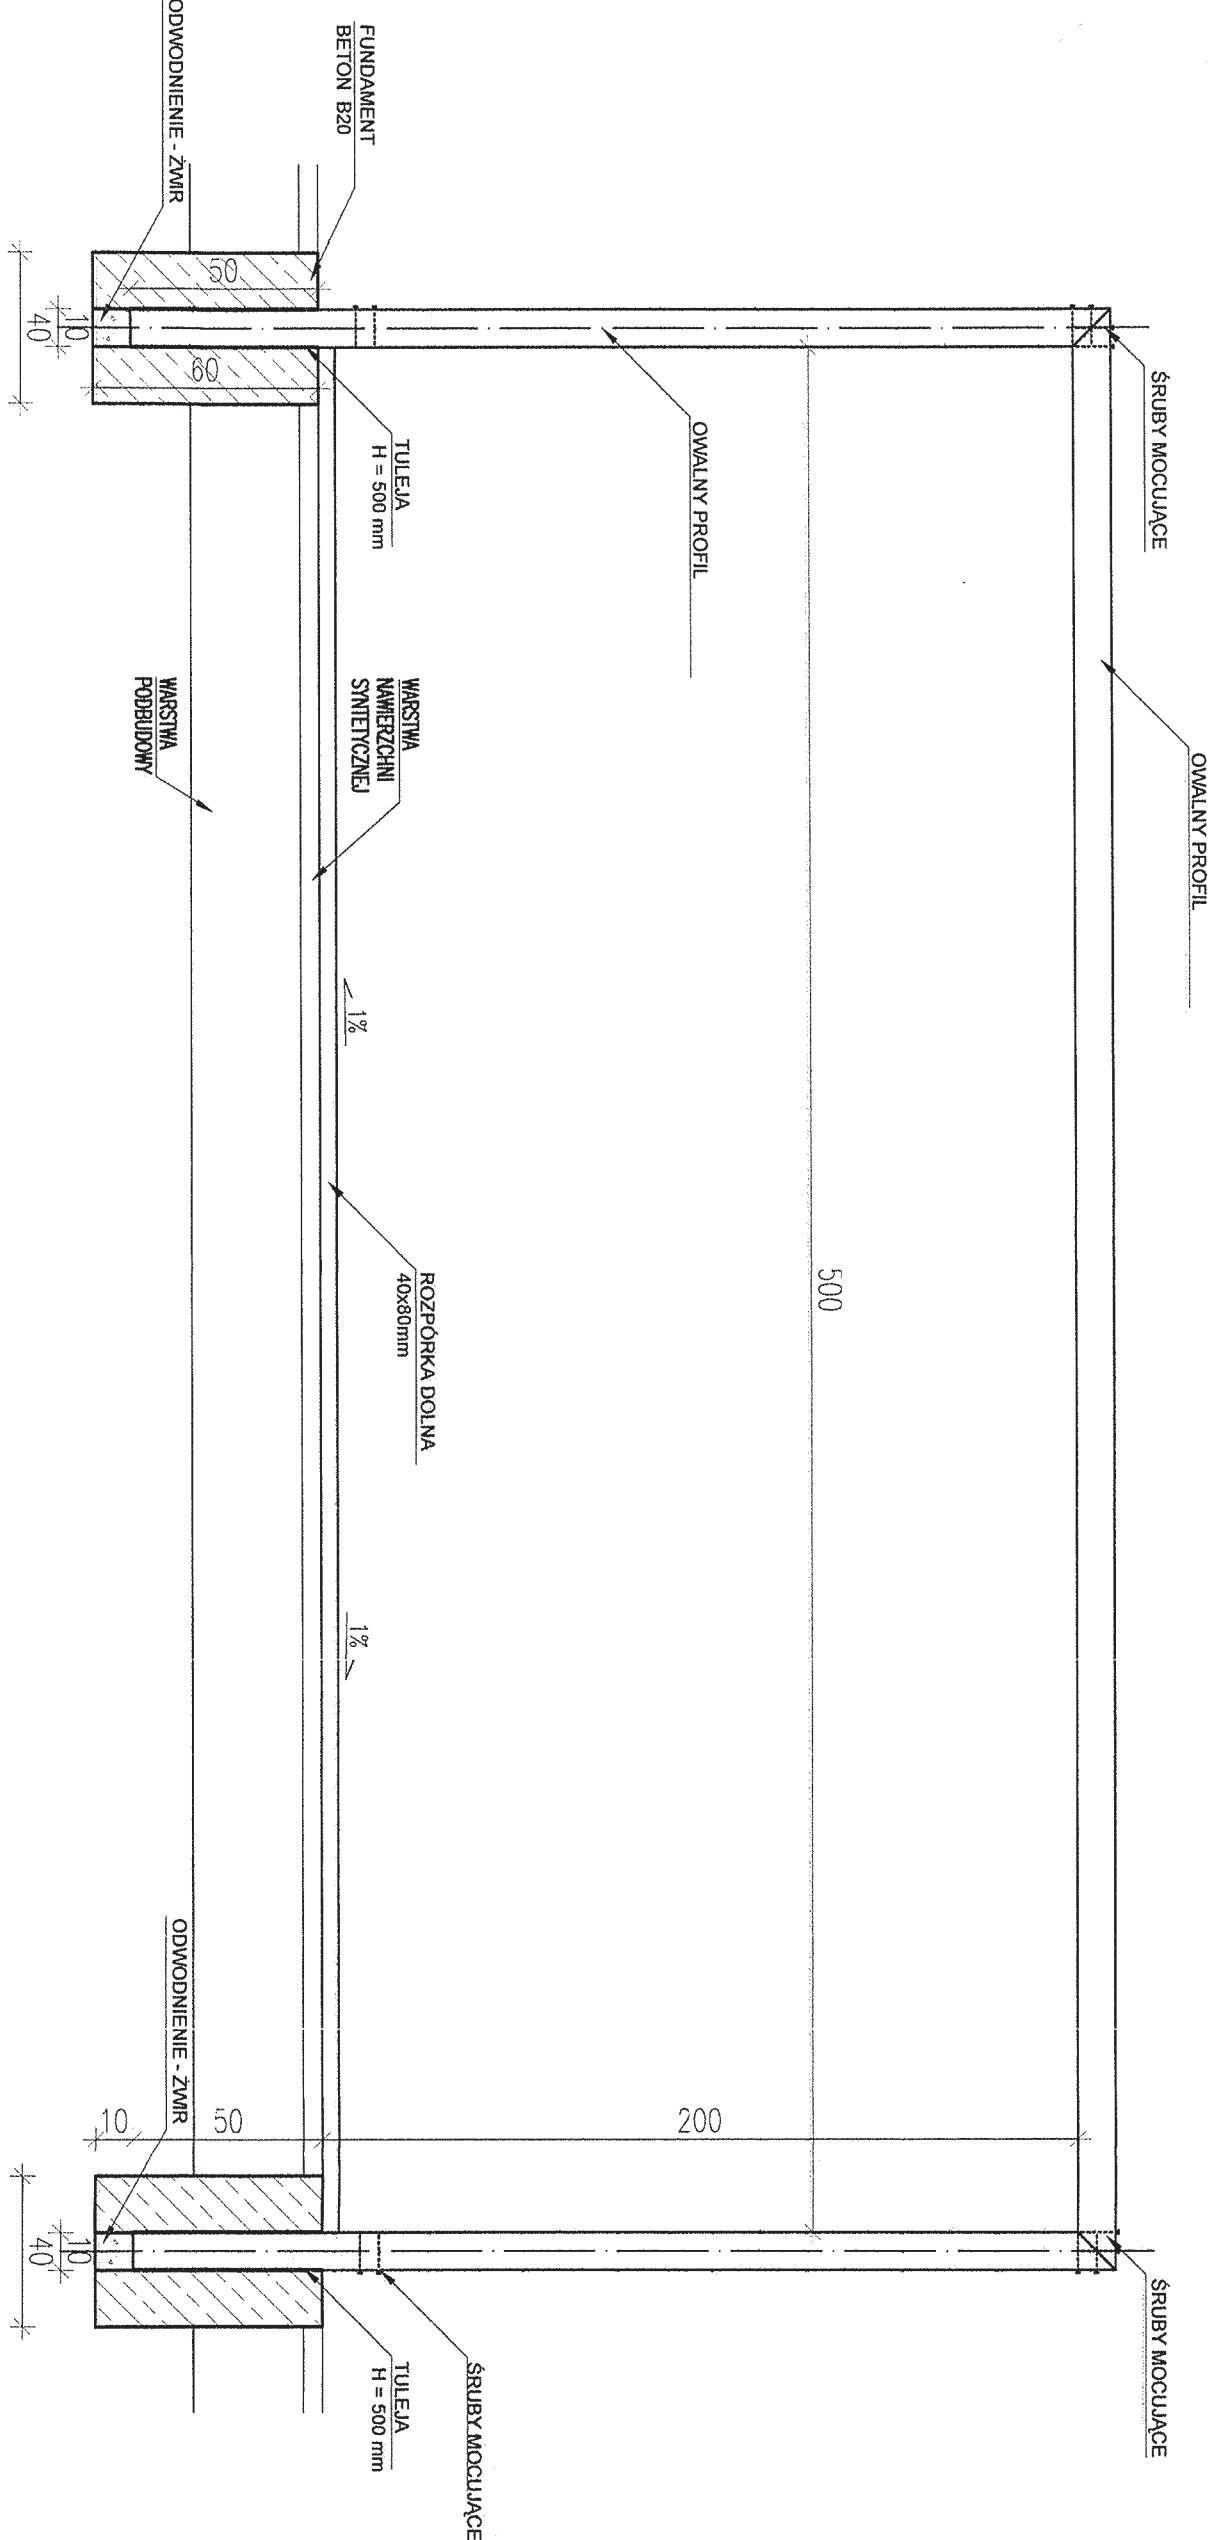 ŚRUBY MOCUJĄCE
OWALNY PROFIL
ŚRUBY MOCUJĄCE
OWALNY PROFIL
500
200
FUNDAMENT
BETON B20
TULEJA
H = 500 mm
WARSTWA
NAWIERZCHNI
SYNTETYCZNEJ
1%
ROZPÓRKA DOLNA
40x80mm
1%
ŚRUBY MOCUJĄCE
TULEJA
H = 500 mm
ODWODNIENIE - ŻWIR
50
60
WARSTWA
PODBUDOWY
ODWODNIENIE - ŻWIR
50
10
10
40
10
40